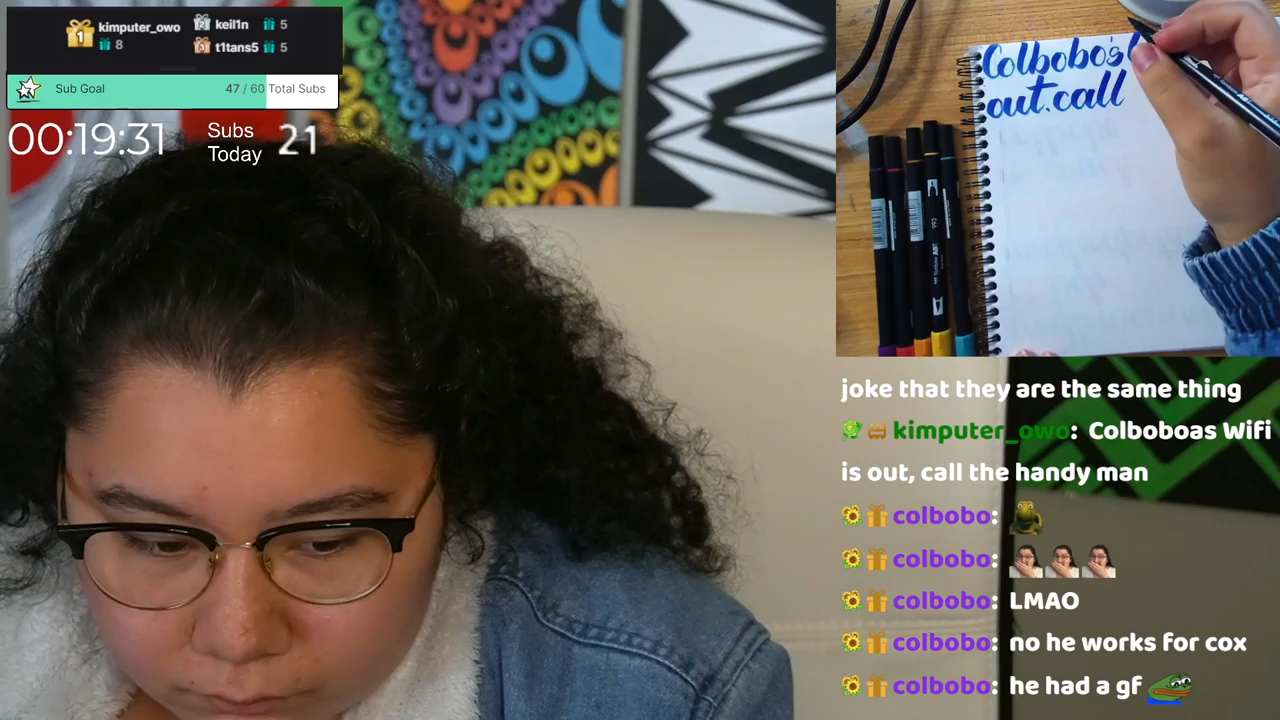 kimputer_owo
8
keil1n 5
t1tans5 5
Sub Goal 47 / 60 Total Subs
00:19:31 Subs Today 21
Colbobo's
out.call
joke that they are the same thing
kimputer_owo: Colboboas Wifi
is out, call the handy man
colbobo:
colbobo:
colbobo: LMAO
colbobo: no he works for cox
colbobo: he had a gf